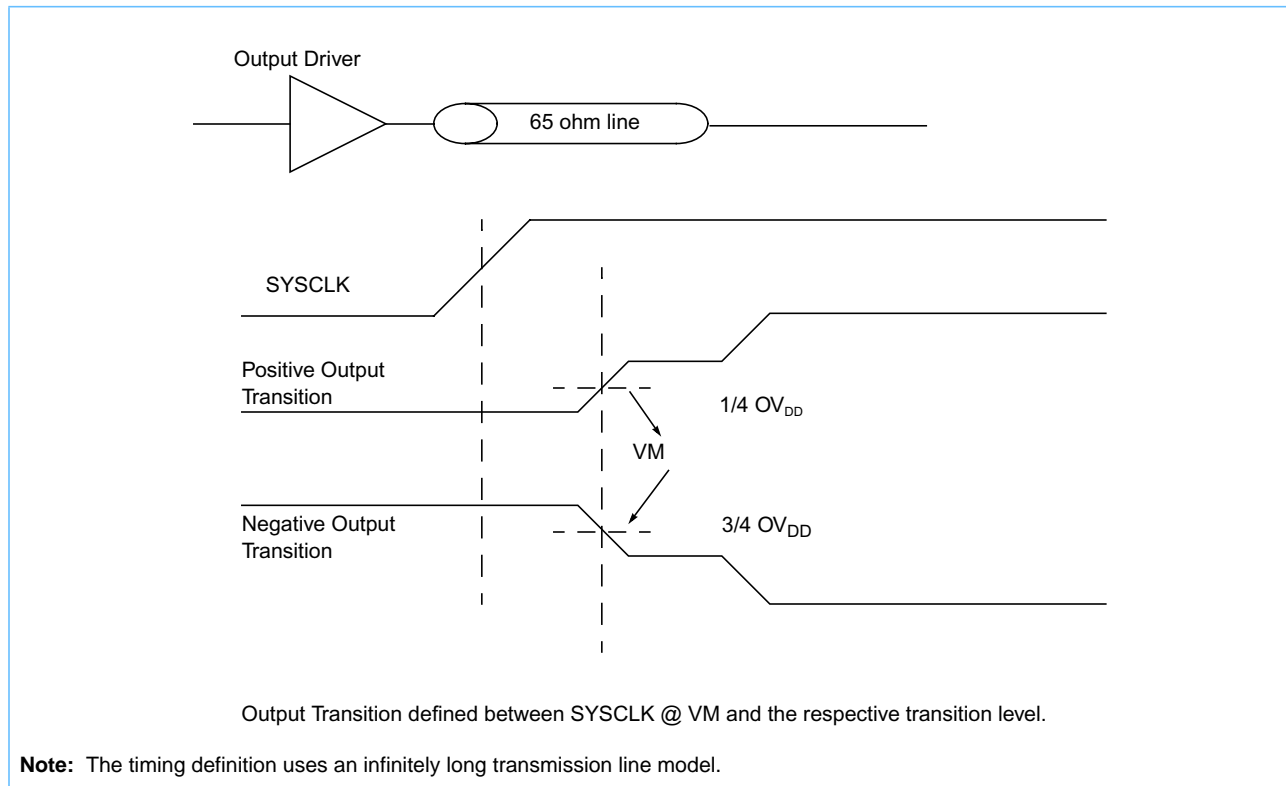 Output Driver
65 ohm line
SYSCLK
Positive Output
Transition
1/4 OVDD
VM
Negative Output
Transition
3/4 OVDD
Output Transition defined between SYSCLK @ VM and the respective transition level.
Note: The timing definition uses an infinitely long transmission line model.